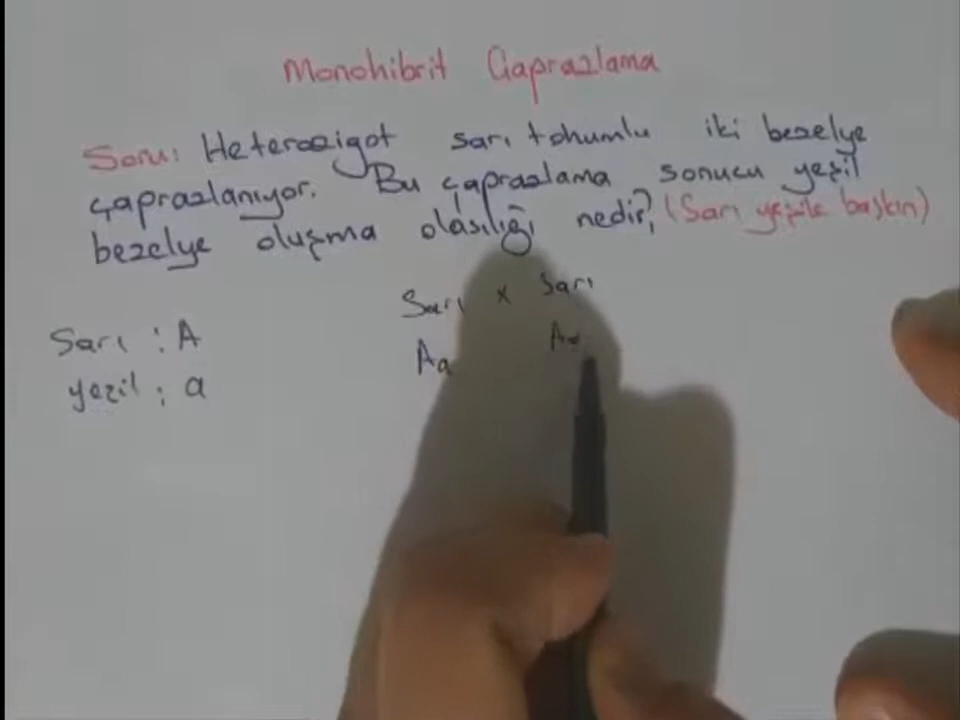 Monohibrit Çaprazlama
Soru: Heterozigot sarı tohumlu iki bezelye
çaprazlanıyor. Bu çaprazlama sonucu yeşil
bezelye oluşma olasılığı nedir? (Sarı yeşile baskın)
Sarı x Sarı
Sarı : A
Aa Aa
yeşil : a